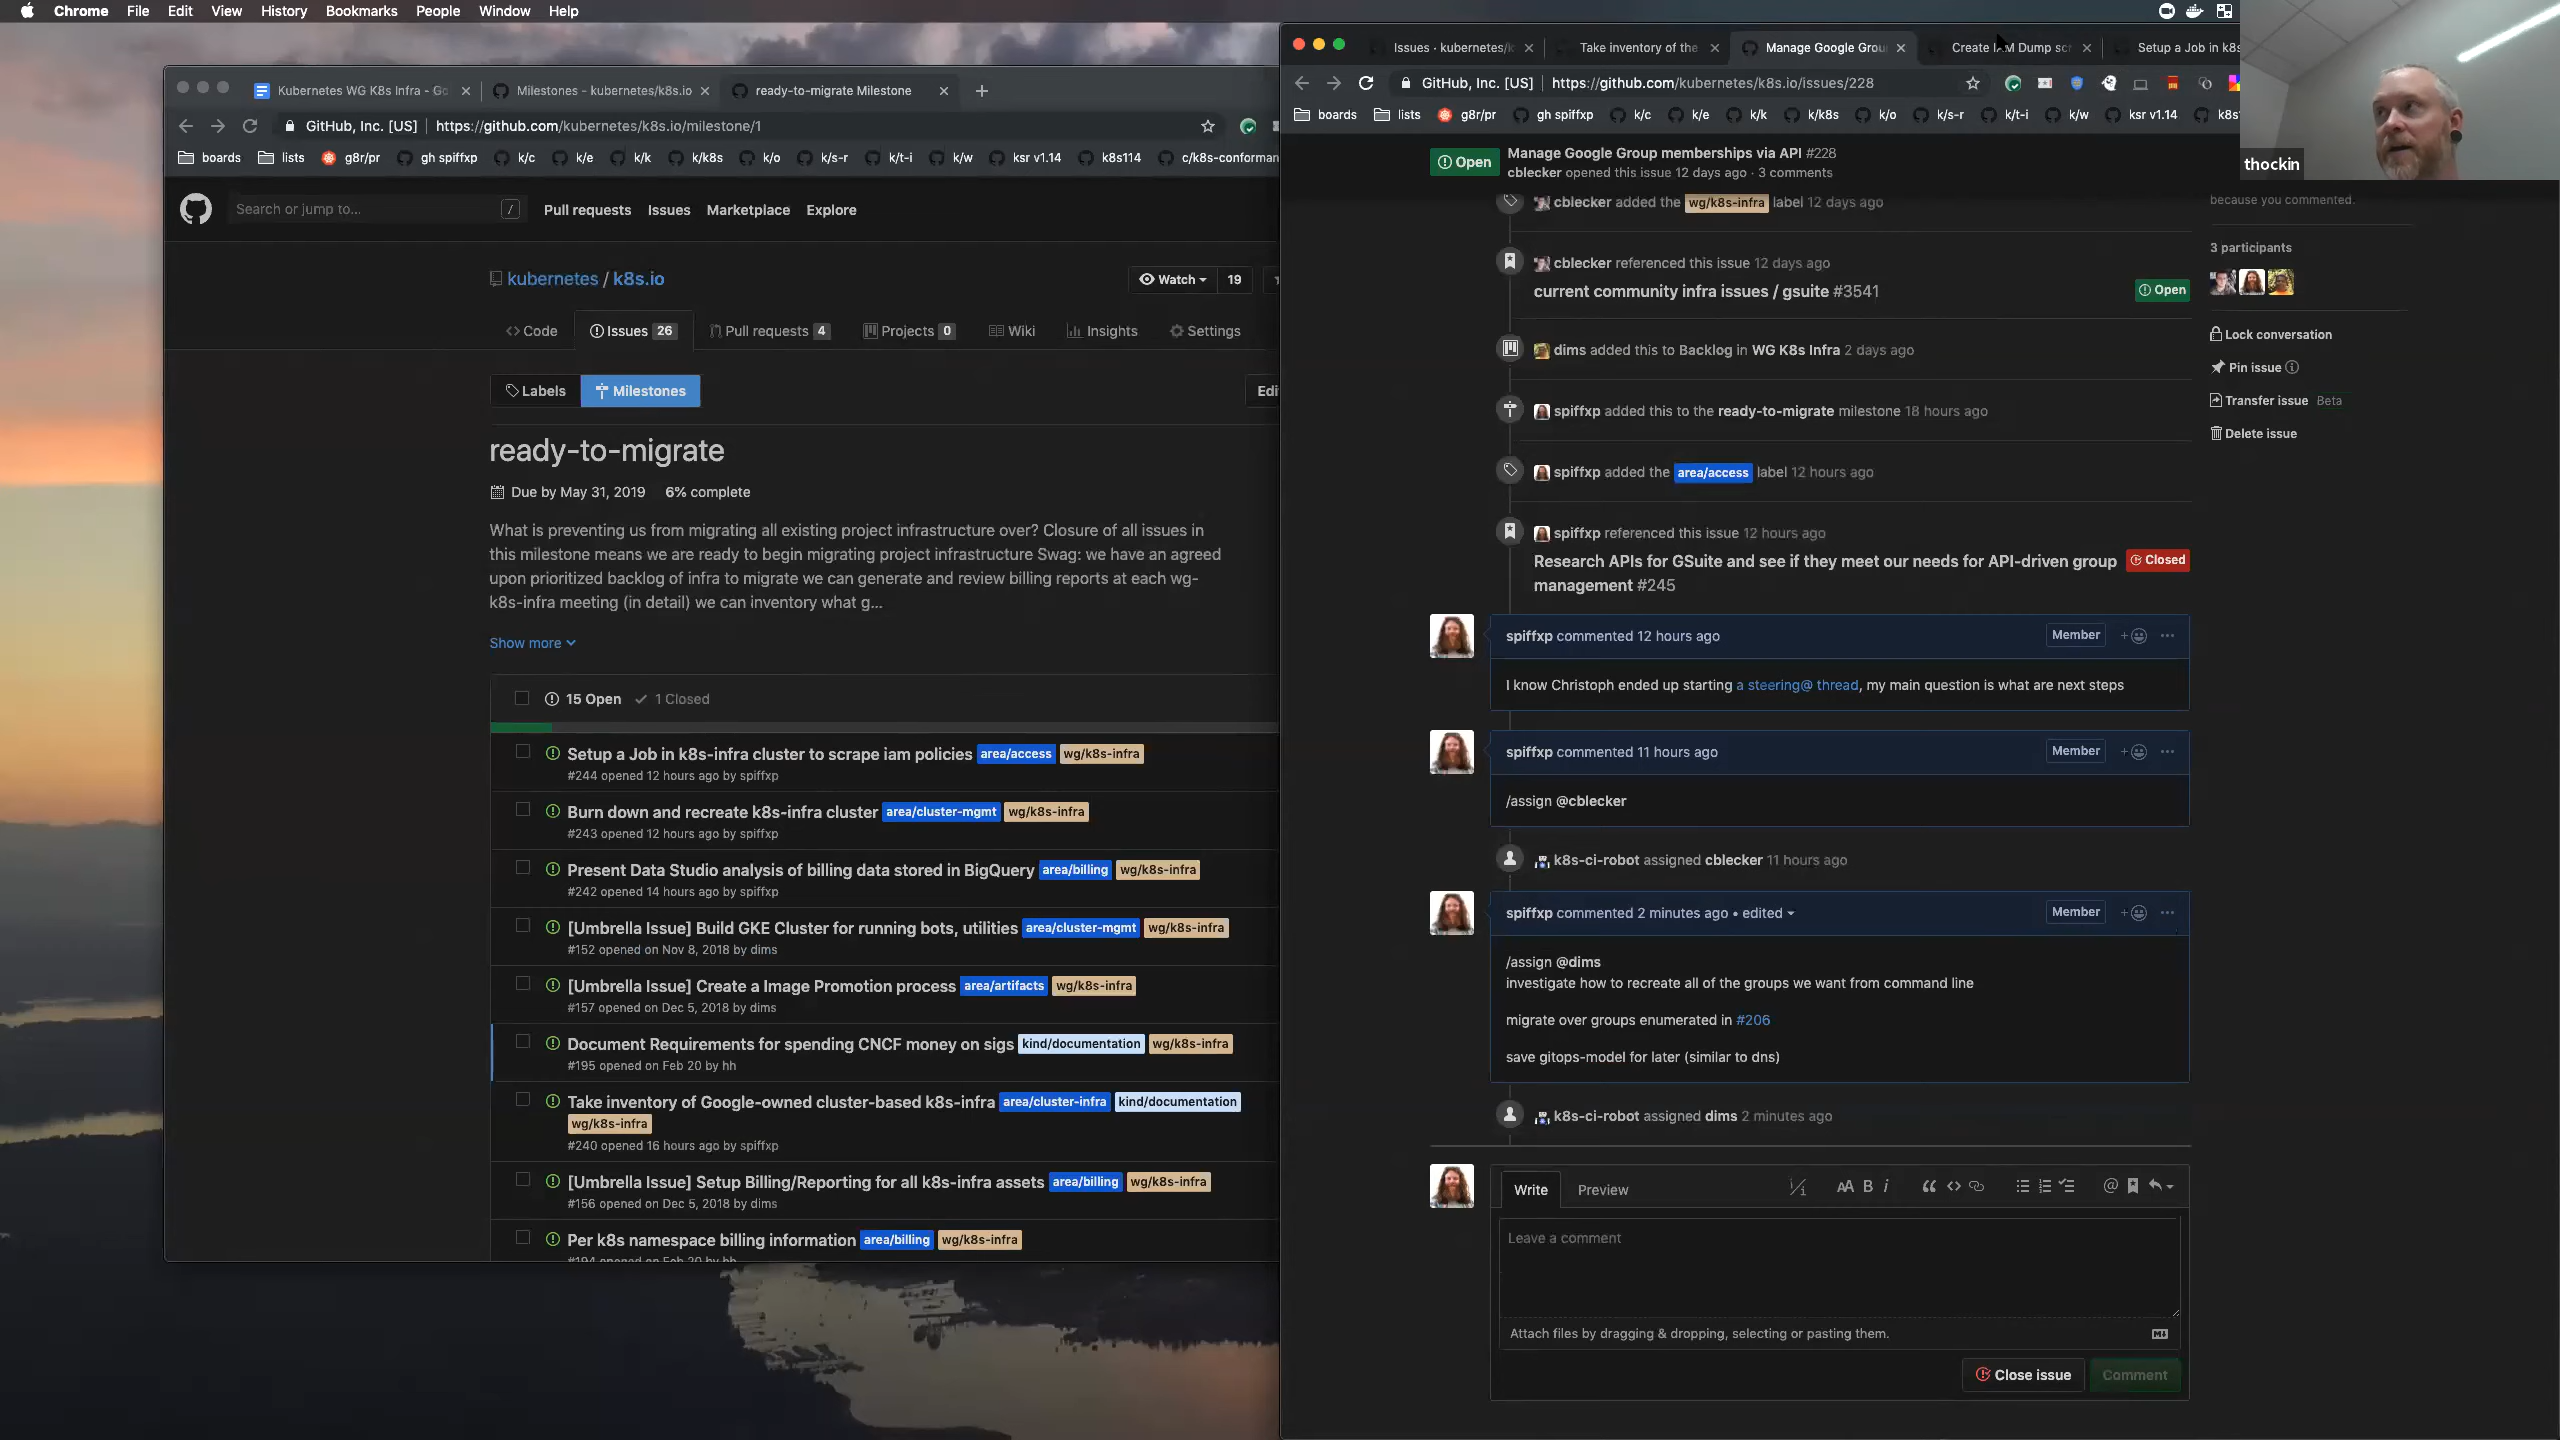 Chrome File Edit View History Bookmarks People Window Help
Kubernetes WG K8s Infra - Go
Milestones - kubernetes/k8s.io
ready-to-migrate Milestone
GitHub, Inc. [US] https://github.com/kubernetes/k8s.io/milestone/1
boards lists g8r/pr gh spiffxp k/c k/e k/k k/k8s k/o k/s-r k/t-i k/w ksr v1.14 k8s114 c/k8s-conforman
Search or jump to... /
Pull requests Issues Marketplace Explore
kubernetes / k8s.io
Watch 19
Code Issues 26 Pull requests 4 Projects 0 Wiki Insights Settings
Labels Milestones
ready-to-migrate
Due by May 31, 2019 6% complete
What is preventing us from migrating all existing project infrastructure over? Closure of all issues in
this milestone means we are ready to begin migrating project infrastructure Swag: we have an agreed
upon prioritized backlog of infra to migrate we can generate and review billing reports at each wg-
k8s-infra meeting (in detail) we can inventory what g...
Show more
15 Open 1 Closed
Setup a Job in k8s-infra cluster to scrape iam policies area/access wg/k8s-infra
#244 opened 12 hours ago by spiffxp
Burn down and recreate k8s-infra cluster area/cluster-mgmt wg/k8s-infra
#243 opened 12 hours ago by spiffxp
Present Data Studio analysis of billing data stored in BigQuery area/billing wg/k8s-infra
#242 opened 14 hours ago by spiffxp
[Umbrella Issue] Build GKE Cluster for running bots, utilities area/cluster-mgmt wg/k8s-infra
#152 opened on Nov 8, 2018 by dims
[Umbrella Issue] Create a Image Promotion process area/artifacts wg/k8s-infra
#157 opened on Dec 5, 2018 by dims
Document Requirements for spending CNCF money on sigs kind/documentation wg/k8s-infra
#195 opened on Feb 20 by hh
Take inventory of Google-owned cluster-based k8s-infra area/cluster-infra kind/documentation
wg/k8s-infra
#240 opened 16 hours ago by spiffxp
[Umbrella Issue] Setup Billing/Reporting for all k8s-infra assets area/billing wg/k8s-infra
#156 opened on Dec 5, 2018 by dims
Per k8s namespace billing information area/billing wg/k8s-infra
#194 opened on Feb 20 by hh
Issues · kubernetes/k
Take inventory of the
Manage Google Grou
Create IAM Dump scr
Setup a Job in k8s
GitHub, Inc. [US] https://github.com/kubernetes/k8s.io/issues/228
boards lists g8r/pr gh spiffxp k/c k/e k/k k/k8s k/o k/s-r k/t-i k/w ksr v1.14 k8s
thockin
Open
Manage Google Group memberships via API #228
cblecker opened this issue 12 days ago · 3 comments
cblecker added the wg/k8s-infra label 12 days ago
cblecker referenced this issue 12 days ago
current community infra issues / gsuite #3541 Open
dims added this to Backlog in WG K8s Infra 2 days ago
spiffxp added this to the ready-to-migrate milestone 18 hours ago
spiffxp added the area/access label 12 hours ago
spiffxp referenced this issue 12 hours ago
Research APIs for GSuite and see if they meet our needs for API-driven group Closed
management #245
spiffxp commented 12 hours ago Member
I know Christoph ended up starting a steering@ thread, my main question is what are next steps
spiffxp commented 11 hours ago Member
/assign @cblecker
k8s-ci-robot assigned cblecker 11 hours ago
spiffxp commented 2 minutes ago • edited Member
/assign @dims
investigate how to recreate all of the groups we want from command line
migrate over groups enumerated in #206
save gitops-model for later (similar to dns)
k8s-ci-robot assigned dims 2 minutes ago
Write Preview
Leave a comment
Attach files by dragging & dropping, selecting or pasting them.
Close issue Comment
because you commented.
3 participants
Lock conversation
Pin issue
Transfer issue Beta
Delete issue